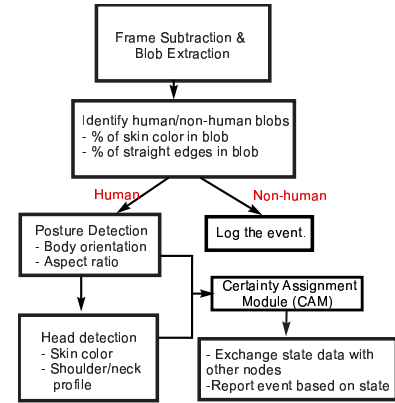 Frame Subtraction &
Blob Extraction
Identify human/non-human blobs
- % of skin color in blob
- % of straight edges in blob
Human
Non-human
Posture Detection
- Body orientation
- Aspect ratio
Log the event.
Certainty Assignment
Module (CAM)
Head detection
- Skin color
- Shoulder/neck
profile
- Exchange state data with
other nodes
-Report event based on state